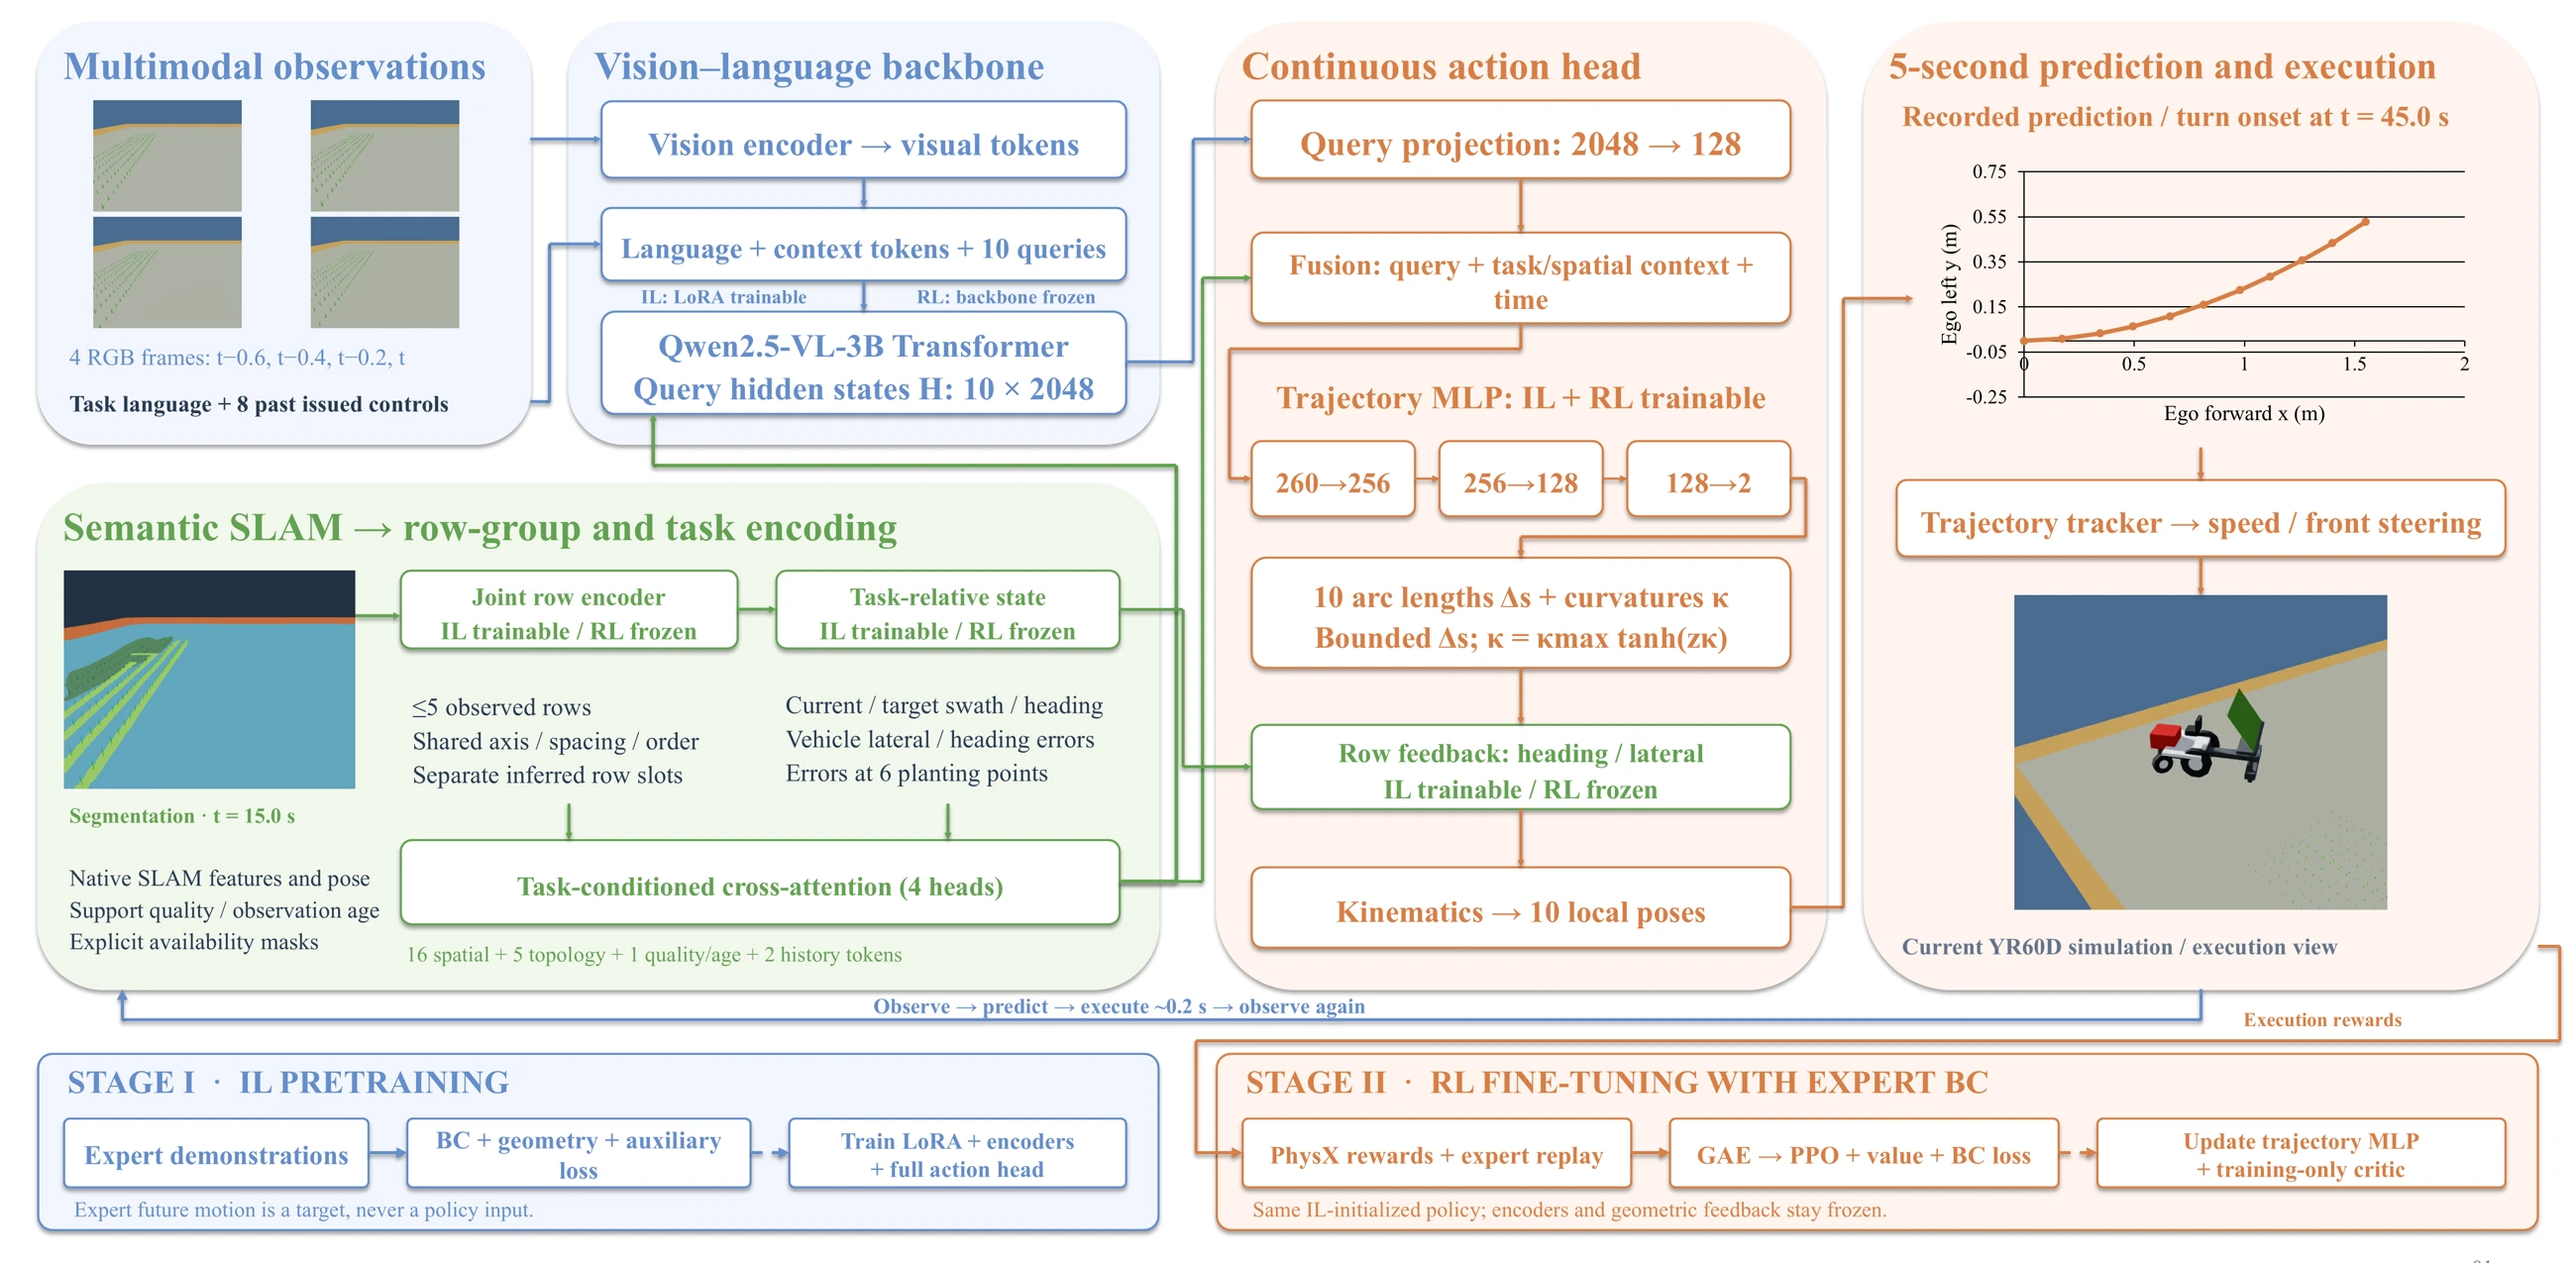 Multimodal observations
4 RGB frames: t−0.6, t−0.4, t−0.2, t
Task language + 8 past issued controls
Vision–language backbone
Vision encoder → visual tokens
Language + context tokens + 10 queries
IL: LoRA trainable
RL: backbone frozen
Qwen2.5-VL-3B Transformer
Query hidden states H: 10 × 2048
Semantic SLAM → row-group and task encoding
Segmentation · t = 15.0 s
Native SLAM features and pose
Support quality / observation age
Explicit availability masks
Joint row encoder
IL trainable / RL frozen
Task-relative state
IL trainable / RL frozen
≤5 observed rows
Shared axis / spacing / order
Separate inferred row slots
Current / target swath / heading
Vehicle lateral / heading errors
Errors at 6 planting points
Task-conditioned cross-attention (4 heads)
16 spatial + 5 topology + 1 quality/age + 2 history tokens
Continuous action head
Query projection: 2048 → 128
Fusion: query + task/spatial context +
time
Trajectory MLP: IL + RL trainable
260→256
256→128
128→2
10 arc lengths Δs + curvatures κ
Bounded Δs; κ = κmax tanh(zκ)
Row feedback: heading / lateral
IL trainable / RL frozen
Kinematics → 10 local poses
5-second prediction and execution
Recorded prediction / turn onset at t = 45.0 s
Ego left y (m)
0.75
0.55
0.35
0.15
-0.05
-0.25
0
0.5
1
1.5
2
Ego forward x (m)
Trajectory tracker → speed / front steering
Current YR60D simulation / execution view
Observe → predict → execute ~0.2 s → observe again
Execution rewards
STAGE I · IL PRETRAINING
Expert demonstrations
BC + geometry + auxiliary
loss
Train LoRA + encoders
+ full action head
Expert future motion is a target, never a policy input.
STAGE II · RL FINE-TUNING WITH EXPERT BC
PhysX rewards + expert replay
GAE → PPO + value + BC loss
Update trajectory MLP
+ training-only critic
Same IL-initialized policy; encoders and geometric feedback stay frozen.